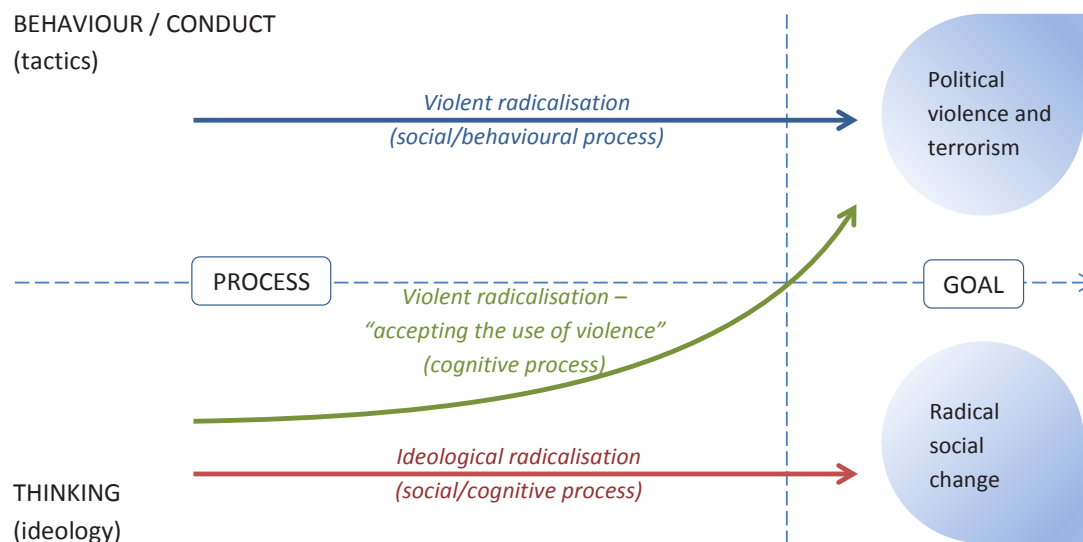 BEHAVIOUR / CONDUCT
(tactics)
Violent radicalisation
(social/behavioural process)
Political
violence and
terrorism
PROCESS
GOAL
Violent radicalisation –
“accepting the use of violence”
(cognitive process)
Ideological radicalisation
(social/cognitive process)
Radical
social
change
THINKING
(ideology)